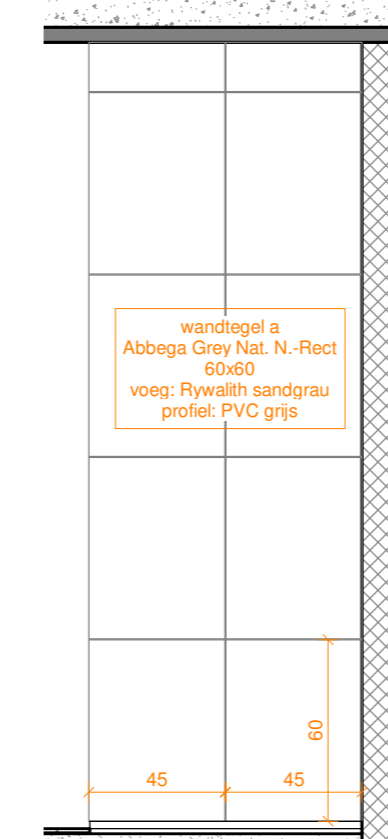 wandtegel a
Abbega Grey Nat. N.-Rect
60x60
voeg: Rywalith sandgrau
profiel: PVC grijs
60
45
45